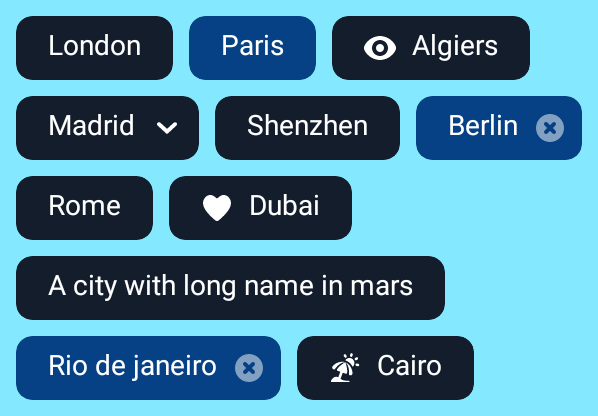 London Paris Algiers
Madrid Shenzhen Berlin
Rome Dubai
A city with long name in mars
Rio de janeiro Cairo